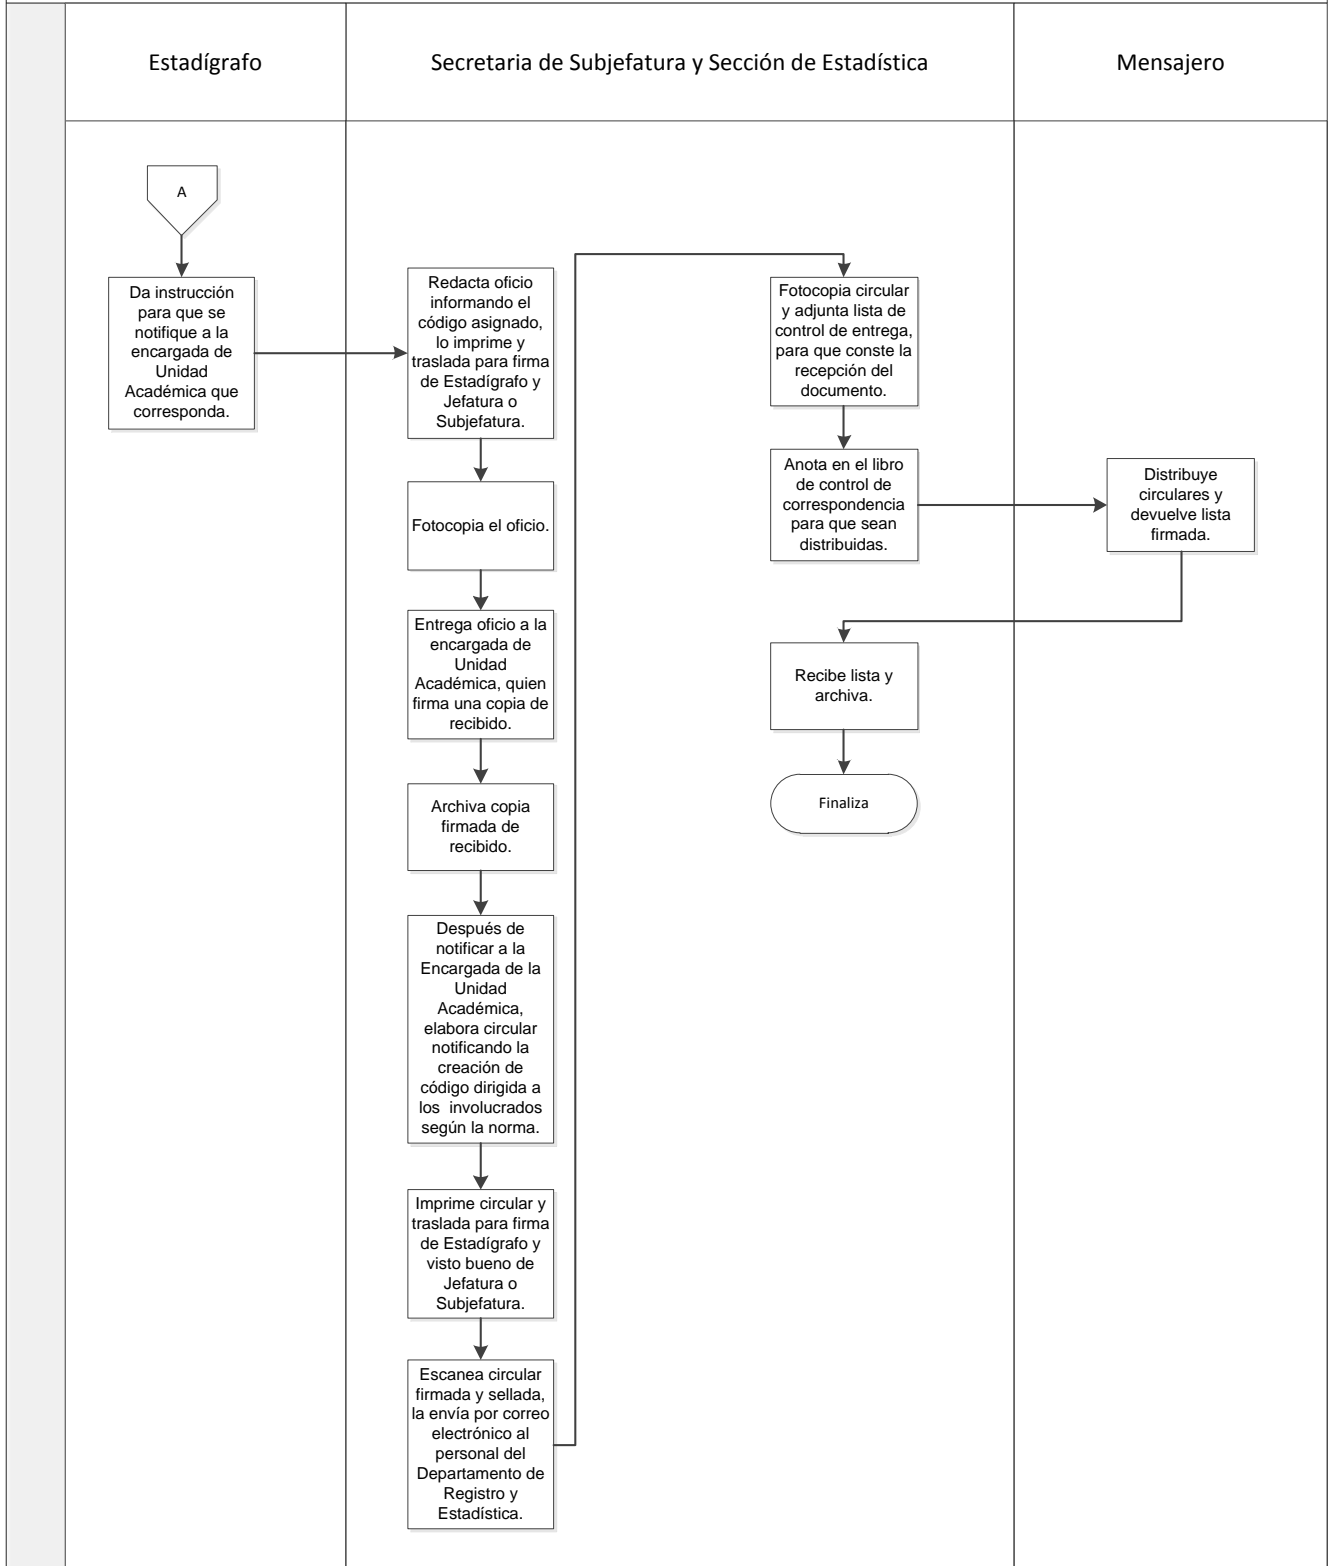 Estadígrafo
Secretaria de Subjefatura y Sección de Estadística
Mensajero
A
Da instrucción
para que se
notifique a la
encargada de
Unidad
Académica que
corresponda.
Redacta oficio
informando el
código asignado,
lo imprime y
traslada para firma
de Estadígrafo y
Jefatura o
Subjefatura.
Fotocopia el oficio.
Entrega oficio a la
encargada de
Unidad
Académica, quien
firma una copia de
recibido.
Archiva copia
firmada de
recibido.
Después de
notificar a la
Encargada de la
Unidad
Académica,
elabora circular
notificando la
creación de
código dirigida a
los  involucrados
según la norma.
Imprime circular y
traslada para firma
de Estadígrafo y
visto bueno de
Jefatura o
Subjefatura.
Escanea circular
firmada y sellada,
la envía por correo
electrónico al
personal del
Departamento de
Registro y
Estadística.
Fotocopia circular
y adjunta lista de
control de entrega,
para que conste la
recepción del
documento.
Anota en el libro
de control de
correspondencia
para que sean
distribuidas.
Distribuye
circulares y
devuelve lista
firmada.
Recibe lista y
archiva.
Finaliza